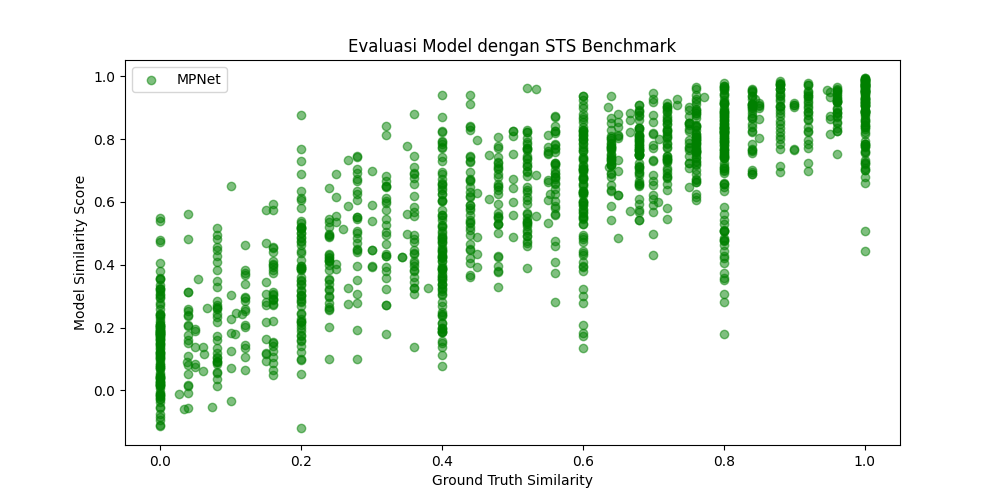 Evaluasi Model dengan STS Benchmark
MPNet
Model Similarity Score
1.0
0.8
0.6
0.4
0.2
0.0
0.0 0.2 0.4 0.6 0.8 1.0
Ground Truth Similarity